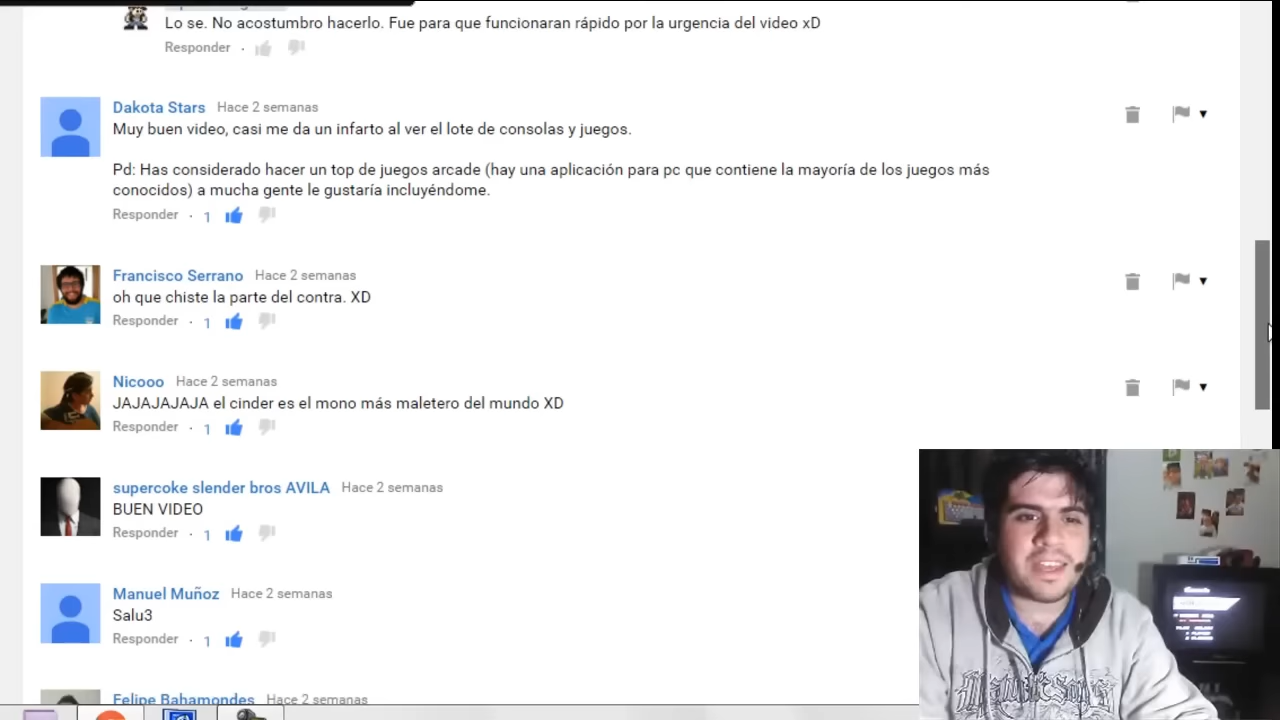 Lo se. No acostumbro hacerlo. Fue para que funcionaran rápido por la urgencia del video xD
Responder ·
Dakota Stars Hace 2 semanas
Muy buen video, casi me da un infarto al ver el lote de consolas y juegos.
Pd: Has considerado hacer un top de juegos arcade (hay una aplicación para pc que contiene la mayoría de los juegos más
conocidos) a mucha gente le gustaría incluyéndome.
Responder · 1
Francisco Serrano Hace 2 semanas
oh que chiste la parte del contra. XD
Responder · 1
Nicooo Hace 2 semanas
JAJAJAJAJA el cinder es el mono más maletero del mundo XD
Responder · 1
supercoke slender bros AVILA Hace 2 semanas
BUEN VIDEO
Responder · 1
Manuel Muñoz Hace 2 semanas
Salu3
Responder · 1
Felipe Bahamondes Hace 2 semanas